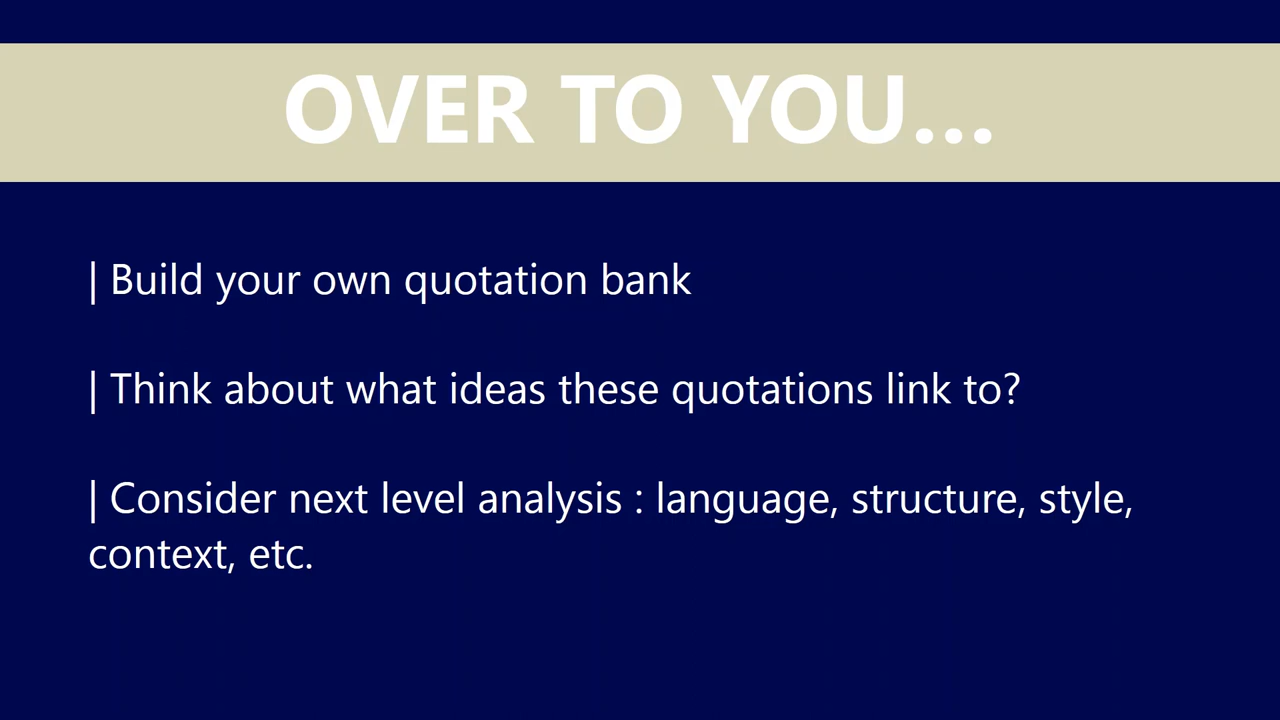 OVER TO YOU...
| Build your own quotation bank
| Think about what ideas these quotations link to?
| Consider next level analysis : language, structure, style,
context, etc.